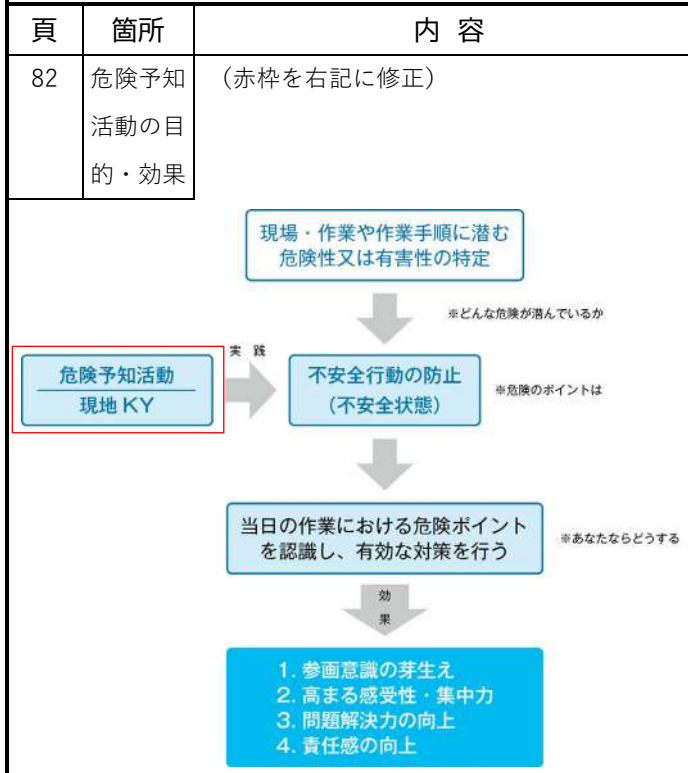 頁 箇所 内 容
82 危険予知 （赤枠を右記に修正）
活動の目
的・効果
現場・作業や作業手順に潜む
危険性又は有害性の特定
※どんな危険が潜んでいるか
実 践
危険予知活動
現地 KY
不安全行動の防止
（不安全状態）
※危険のポイントは
当日の作業における危険ポイント
を認識し、有効な対策を行う
※あなたならどうする
効
果
1. 参画意識の芽生え
2. 高まる感受性・集中力
3. 問題解決力の向上
4. 責任感の向上